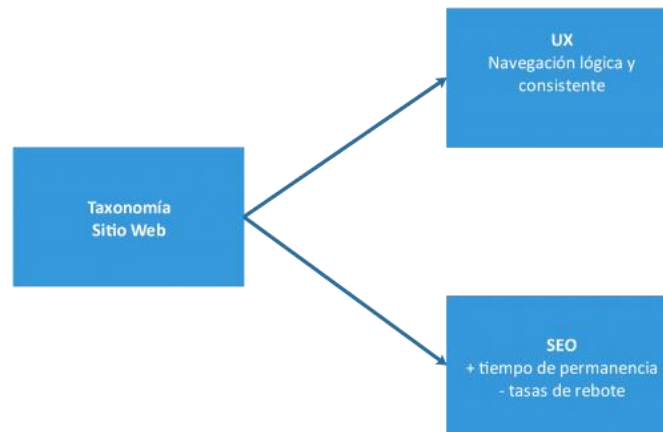 UX
Navegación lógica y
consistente
Taxonomía
Sitio Web
SEO
+ tiempo de permanencia
- tasas de rebote